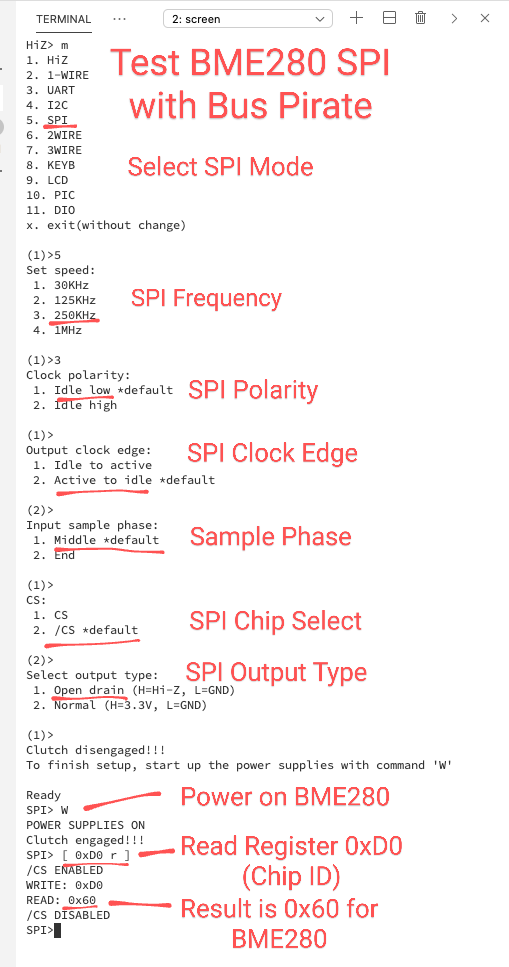 TERMINAL ... 2: screen
HiZ> m
Test BME280 SPI
with Bus Pirate
1. HiZ
2. 1-WIRE
3. UART
4. I2C
5. SPI
6. 2WIRE
7. 3WIRE
8. KEYB
9. LCD
10. PIC
11. DIO
x. exit(without change)
Select SPI Mode
(1)>5
Set speed:
1. 30KHz
2. 125KHz
3. 250KHz
4. 1MHz
SPI Frequency
(1)>3
Clock polarity:
1. Idle low *default
2. Idle high
SPI Polarity
(1)>
Output clock edge:
1. Idle to active
2. Active to idle *default
SPI Clock Edge
(2)>
Input sample phase:
1. Middle *default
2. End
Sample Phase
(1)>
CS:
1. CS
2. /CS *default
SPI Chip Select
(2)>
Select output type:
1. Open drain (H=Hi-Z, L=GND)
2. Normal (H=3.3V, L=GND)
SPI Output Type
(1)>
Clutch disengaged!!!
To finish setup, start up the power supplies with command 'W'
Ready
SPI> W
Power on BME280
POWER SUPPLIES ON
Clutch engaged!!!
SPI> [ 0xD0 r ]
Read Register 0xD0
(Chip ID)
/CS ENABLED
WRITE: 0xD0
READ: 0x60
Result is 0x60 for
BME280
/CS DISABLED
SPI>